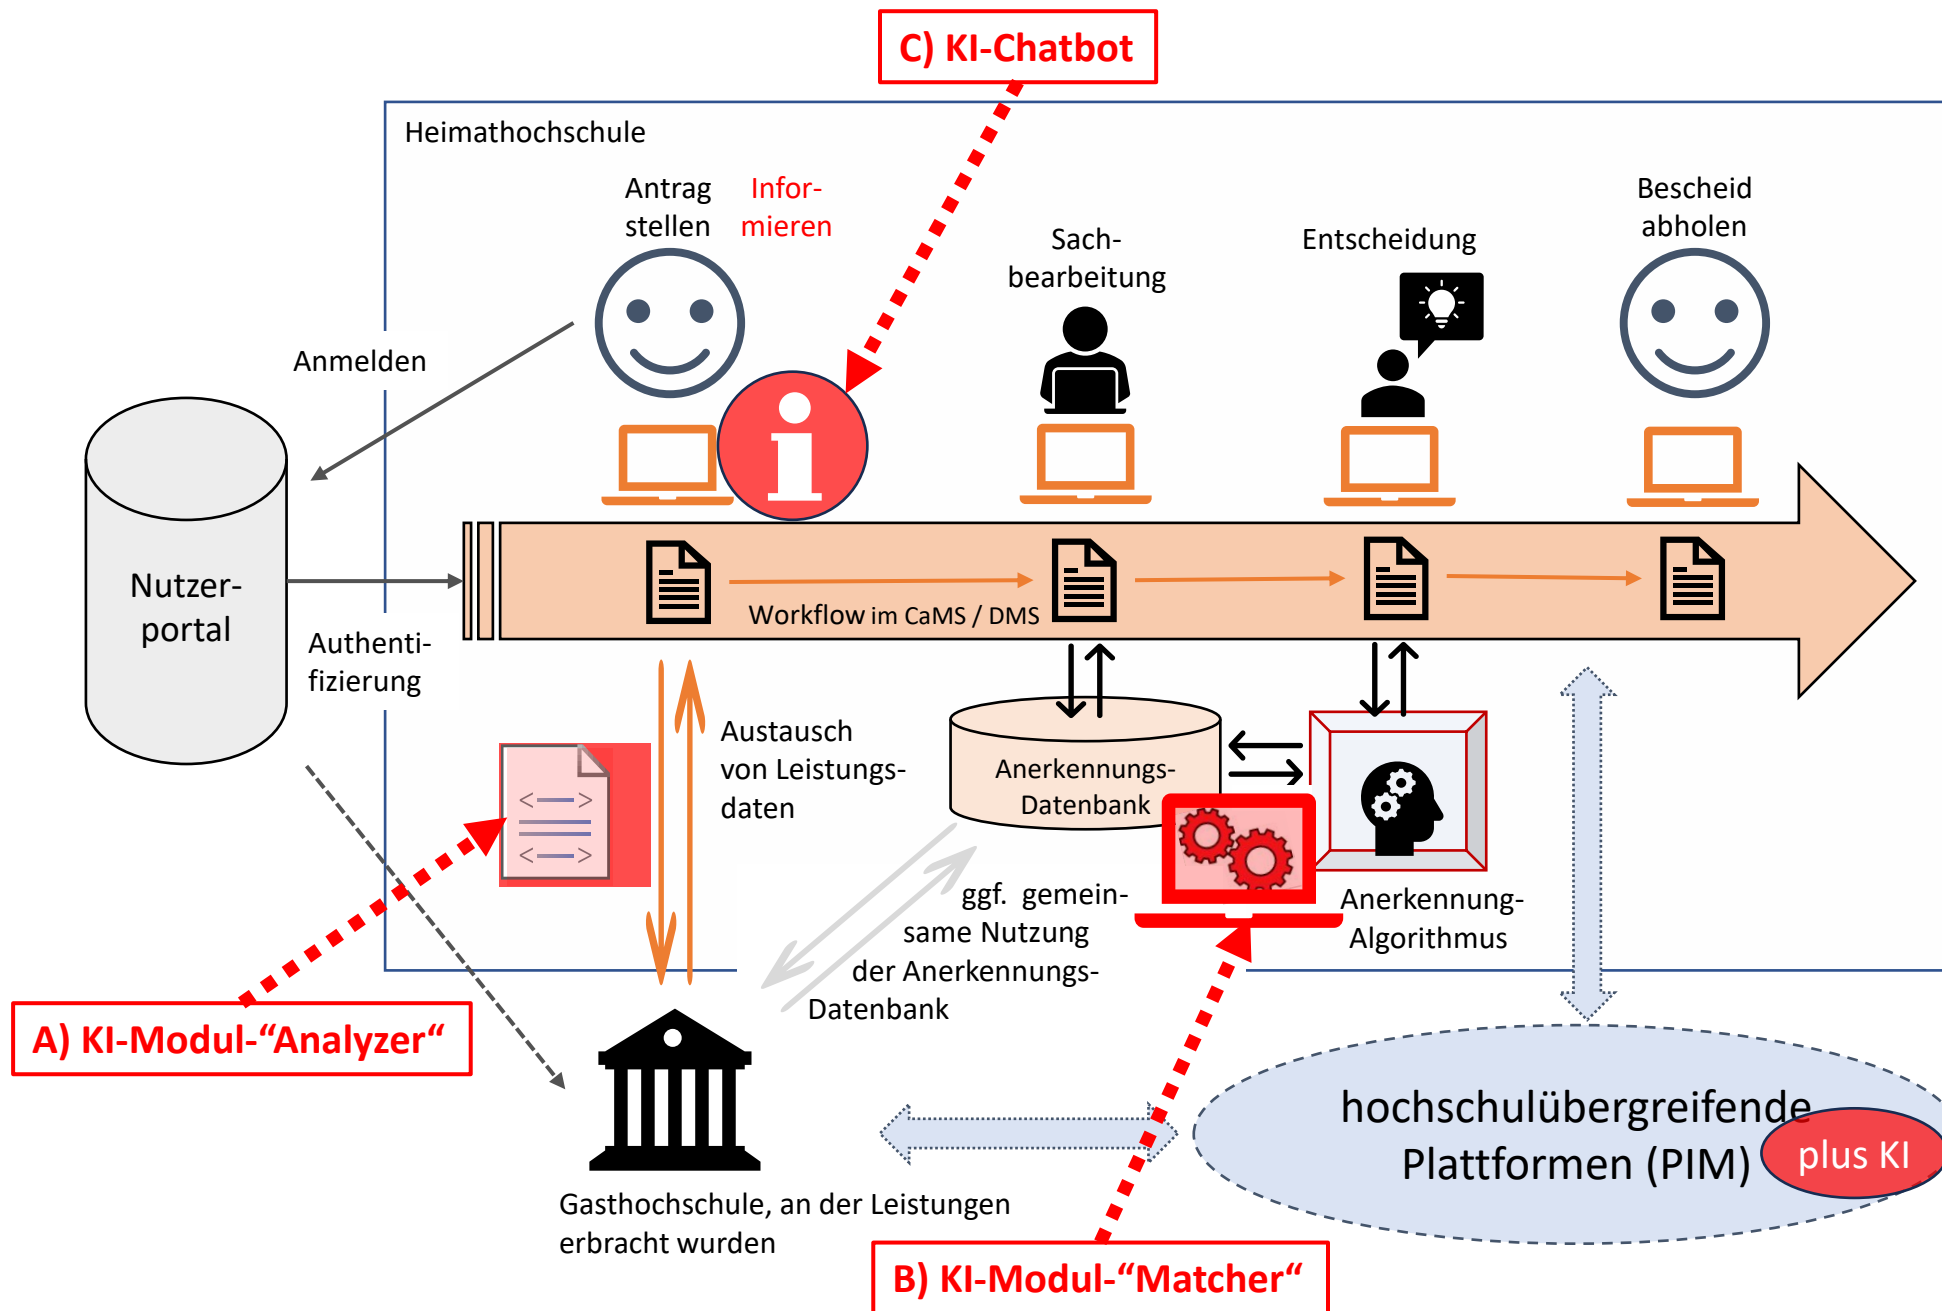 C) KI-Chatbot
Heimathochschule
Antrag
stellen
Infor-
mieren
Sach-
bearbeitung
Entscheidung
Bescheid
abholen
Anmelden
Nutzer-
portal
Authenti-
fizierung
Workflow im CaMS / DMS
Austausch
von Leistungs-
daten
Anerkennungs-
Datenbank
ggf. gemein-
same Nutzung
der Anerkennungs-
Datenbank
Anerkennung-
Algorithmus
A) KI-Modul-“Analyzer“
hochschulübergreifende
Plattformen (PIM)
plus KI
Gasthochschule, an der Leistungen
erbracht wurden
B) KI-Modul-“Matcher“